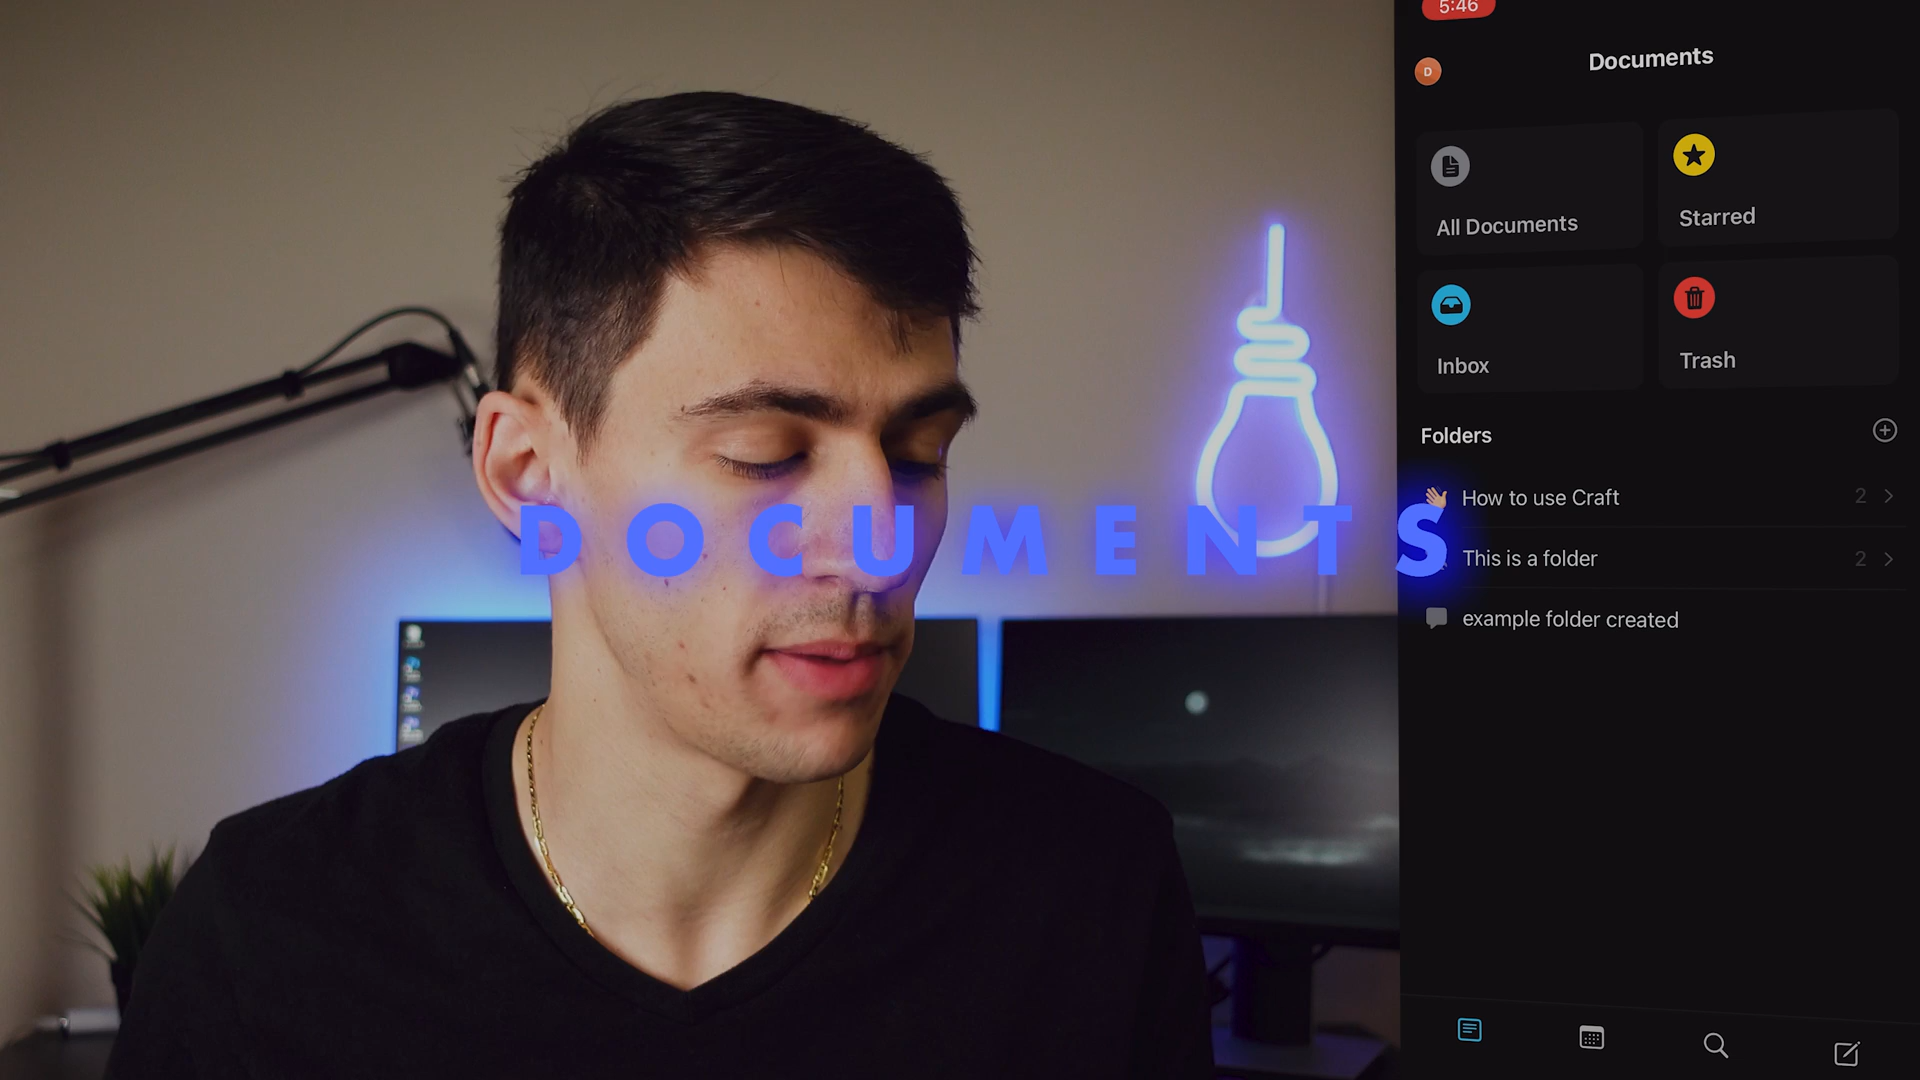 5:46
Documents
D
All Documents
Starred
Inbox
Trash
Folders
How to use Craft 2
DOCUMENTS
This is a folder 2
example folder created